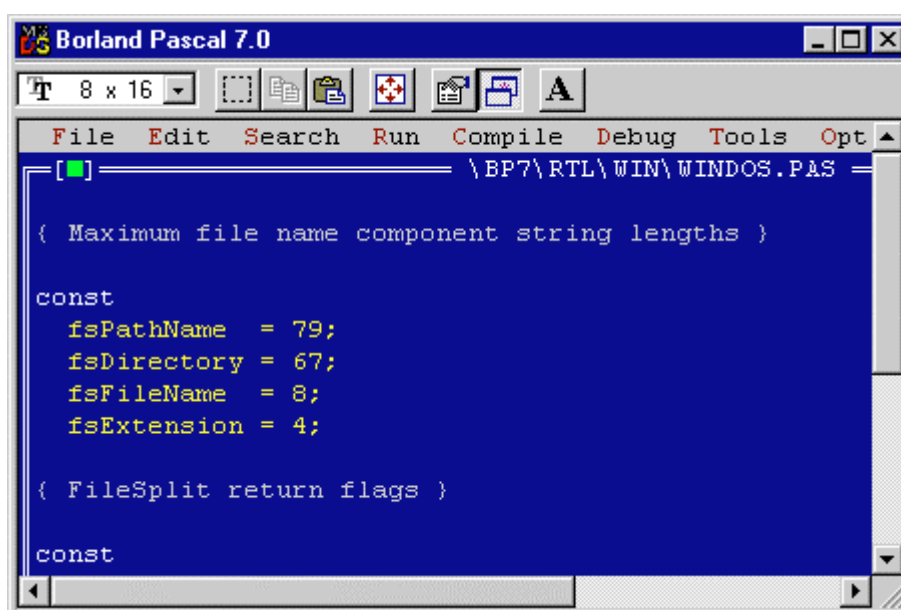 Borland Pascal 7.0
8 x 16 A
File Edit Search Run Compile Debug Tools Opt
[■] \BP7\RTL\WIN\WINDOS.PAS
{ Maximum file name component string lengths }
const
fsPathName = 79;
fsDirectory = 67;
fsFileName = 8;
fsExtension = 4;
{ FileSplit return flags }
const